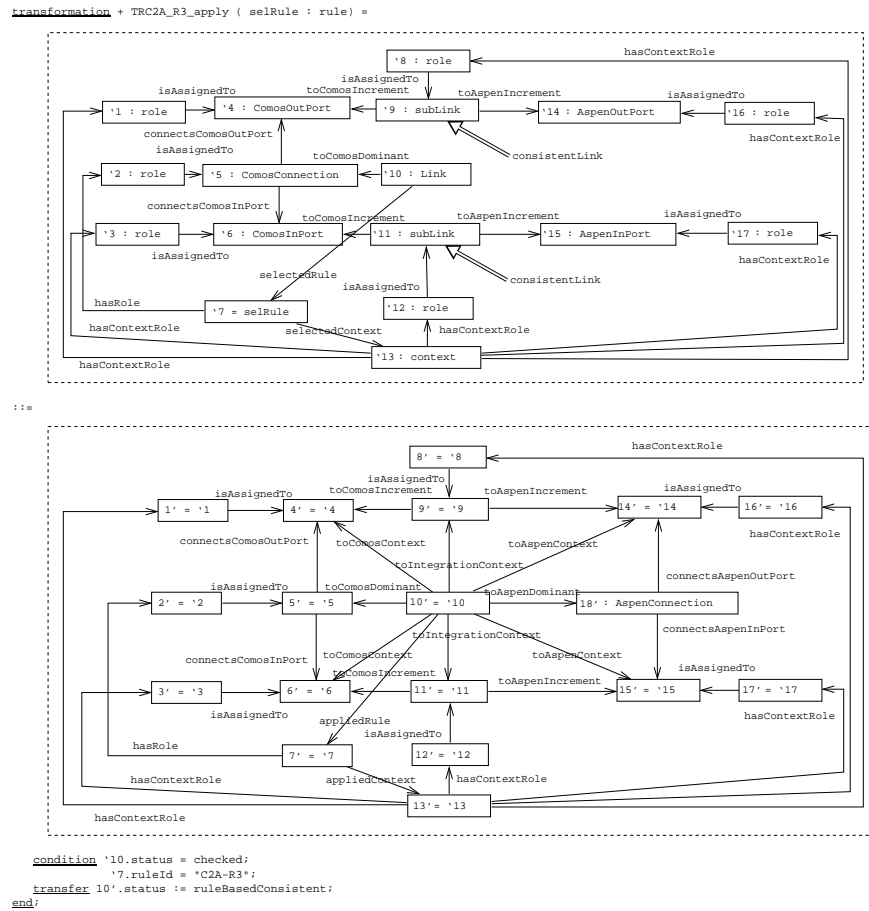 transformation + TRC2A_R3_apply ( selRule : rule) =
‘8 : role
hasContextRole
isAssignedTo
isAssignedTo
toComosIncrement
toAspenIncrement
isAssignedTo
‘1 : role
‘4 : ComosOutPort
‘9 : subLink
‘14 : AspenOutPort
‘16 : role
connectsComosOutPort
hasContextRole
isAssignedTo
toComosDominant
consistentLink
‘2 : role
‘5 : ComosConnection
‘10 : Link
connectsComosInPort
toComosIncrement
toAspenIncrement
isAssignedTo
‘3 : role
‘6 : ComosInPort
‘11 : subLink
‘15 : AspenInPort
‘17 : role
isAssignedTo
hasContextRole
selectedRule
consistentLink
isAssignedTo
hasRole
‘7 = selRule
‘12 : role
hasContextRole
selectedContext
hasContextRole
‘13 : context
hasContextRole
::=
hasContextRole
8’ = ‘8
isAssignedTo
isAssignedTo
toComosIncrement
toAspenIncrement
isAssignedTo
1’ = ‘1
4’ = ‘4
9’ = ‘9
14’ = ‘14
16’= ‘16
hasContextRole
connectsComosOutPort
toComosContext
toAspenContext
toIntegrationContext
connectsAspenOutPort
isAssignedTo
toComosDominant
toAspenDominant
2’ = ‘2
5’ = ‘5
10’ = ‘10
18’ : AspenConnection
toIntegrationContext
connectsAspenInPort
toComosContext
toAspenContext
connectsComosInPort
toComosIncrement
toAspenIncrement
isAssignedTo
3’ = ‘3
6’ = ‘6
11’ = ‘11
15’ = ‘15
17’ = ‘17
isAssignedTo
hasContextRole
appliedRule
isAssignedTo
hasRole
7’ = ‘7
12’ = ‘12
hasContextRole
appliedContext
hasContextRole
13’= ‘13
hasContextRole
condition ‘10.status = checked;
‘7.ruleId = "C2A-R3";
transfer 10’.status := ruleBasedConsistent;
end;